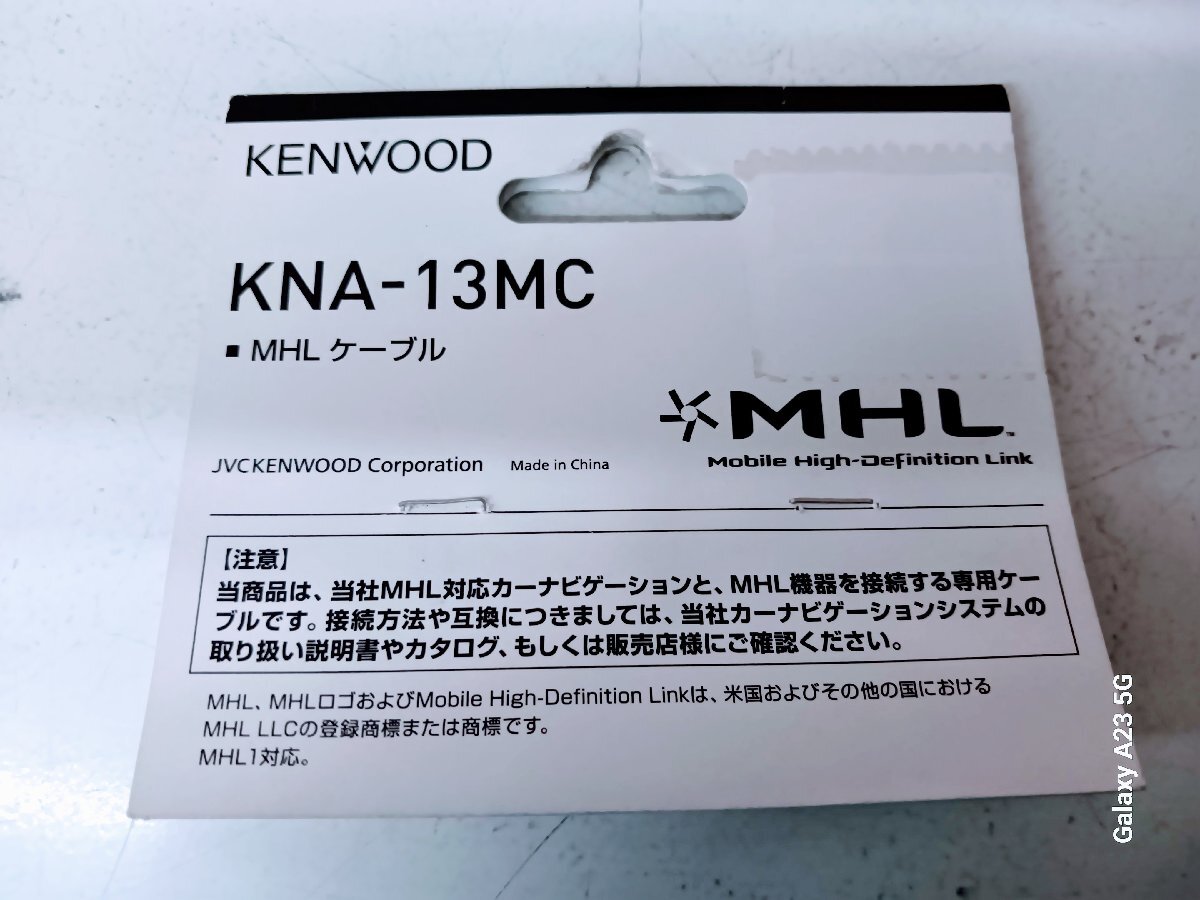 KENWOOD
KNA-13MC
■ MHL ケーブル
MHL™
Mobile High-Definition Link
JVCKENWOOD Corporation Made in China
【注意】
当商品は、当社MHL対応カーナビゲーションと、MHL機器を接続する専用ケー
ブルです。接続方法や互換につきましては、当社カーナビゲーションシステムの
取り扱い説明書やカタログ、もしくは販売店様にご確認ください。
MHL、MHLロゴおよびMobile High-Definition Linkは、米国およびその他の国における
MHL LLCの登録商標または商標です。
MHL1対応。
Galaxy A23 5G